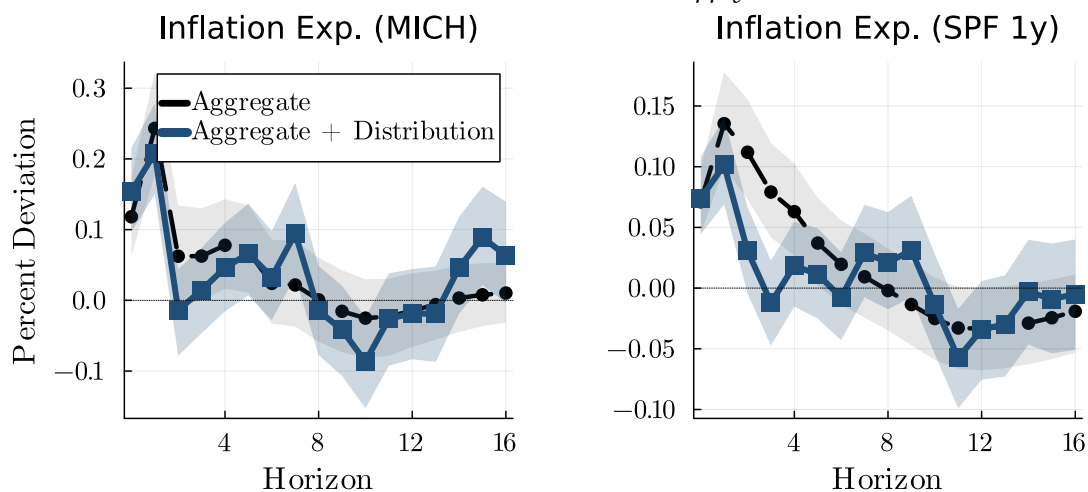 Inflation Exp. (MICH)
0.3
0.2
0.1
0.0
−0.1
Percent Deviation
Aggregate
Aggregate + Distribution
4
8
12
16
Horizon
Inflation Exp. (SPF 1y)
0.15
0.10
0.05
0.00
−0.05
−0.10
4
8
12
16
Horizon